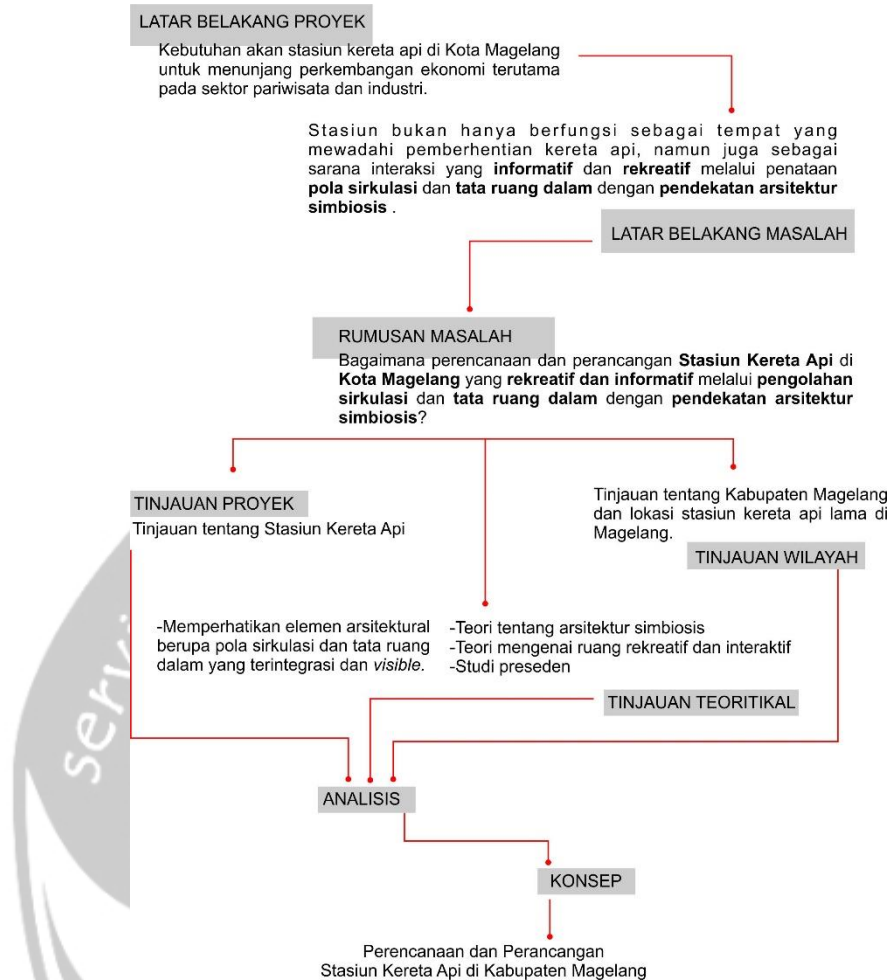 LATAR BELAKANG PROYEK
Kebutuhan akan stasiun kereta api di Kota Magelang
untuk menunjang perkembangan ekonomi terutama
pada sektor pariwisata dan industri.
Stasiun bukan hanya berfungsi sebagai tempat yang
mewadahi pemberhentian kereta api, namun juga sebagai
sarana interaksi yang informatif dan rekreatif melalui penataan
pola sirkulasi dan tata ruang dalam dengan pendekatan arsitektur
simbiosis .
LATAR BELAKANG MASALAH
RUMUSAN MASALAH
Bagaimana perencanaan dan perancangan Stasiun Kereta Api di
Kota Magelang yang rekreatif dan informatif melalui pengolahan
sirkulasi dan tata ruang dalam dengan pendekatan arsitektur
simbiosis?
TINJAUAN PROYEK
Tinjauan tentang Stasiun Kereta Api
Tinjauan tentang Kabupaten Magelang
dan lokasi stasiun kereta api lama di
Magelang.
TINJAUAN WILAYAH
-Memperhatikan elemen arsitektural
berupa pola sirkulasi dan tata ruang
dalam yang terintegrasi dan visible.
-Teori tentang arsitektur simbiosis
-Teori mengenai ruang rekreatif dan interaktif
-Studi preseden
TINJAUAN TEORITIKAL
ANALISIS
KONSEP
Perencanaan dan Perancangan
Stasiun Kereta Api di Kabupaten Magelang